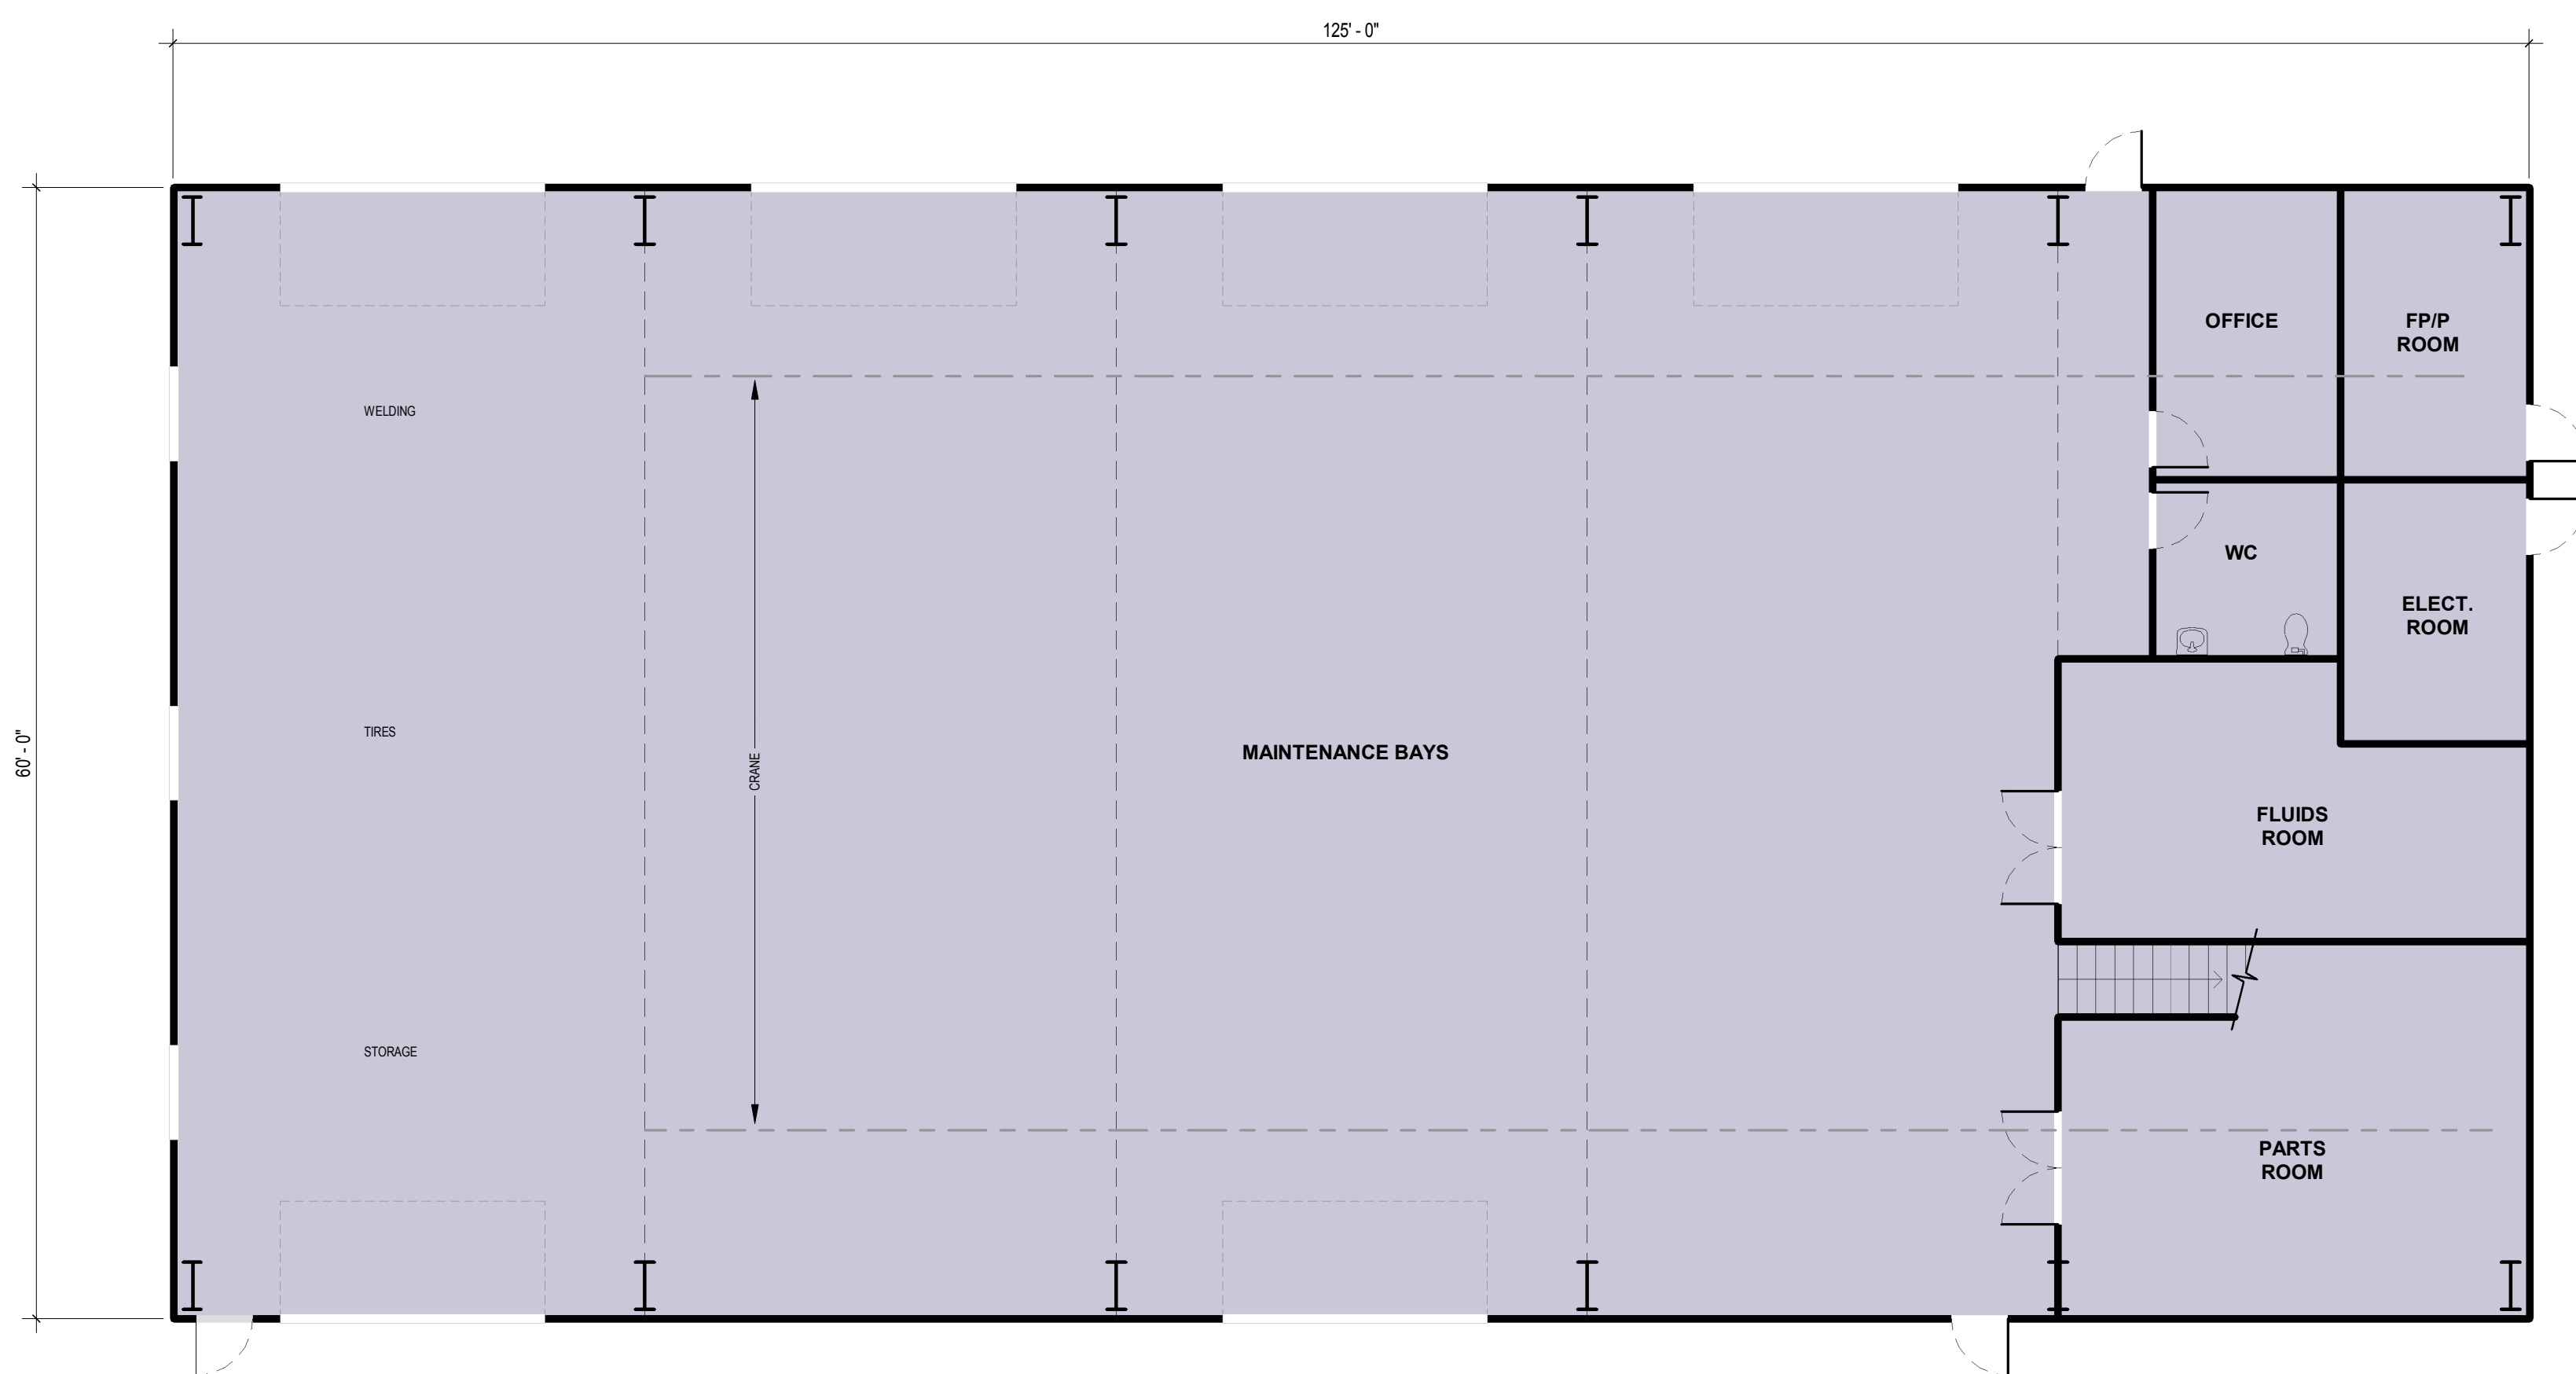 125' - 0"
OFFICE
FP/P
ROOM
WELDING
WC
ELECT.
ROOM
60' - 0"
TIRES
CRANE
MAINTENANCE BAYS
FLUIDS
ROOM
STORAGE
PARTS
ROOM